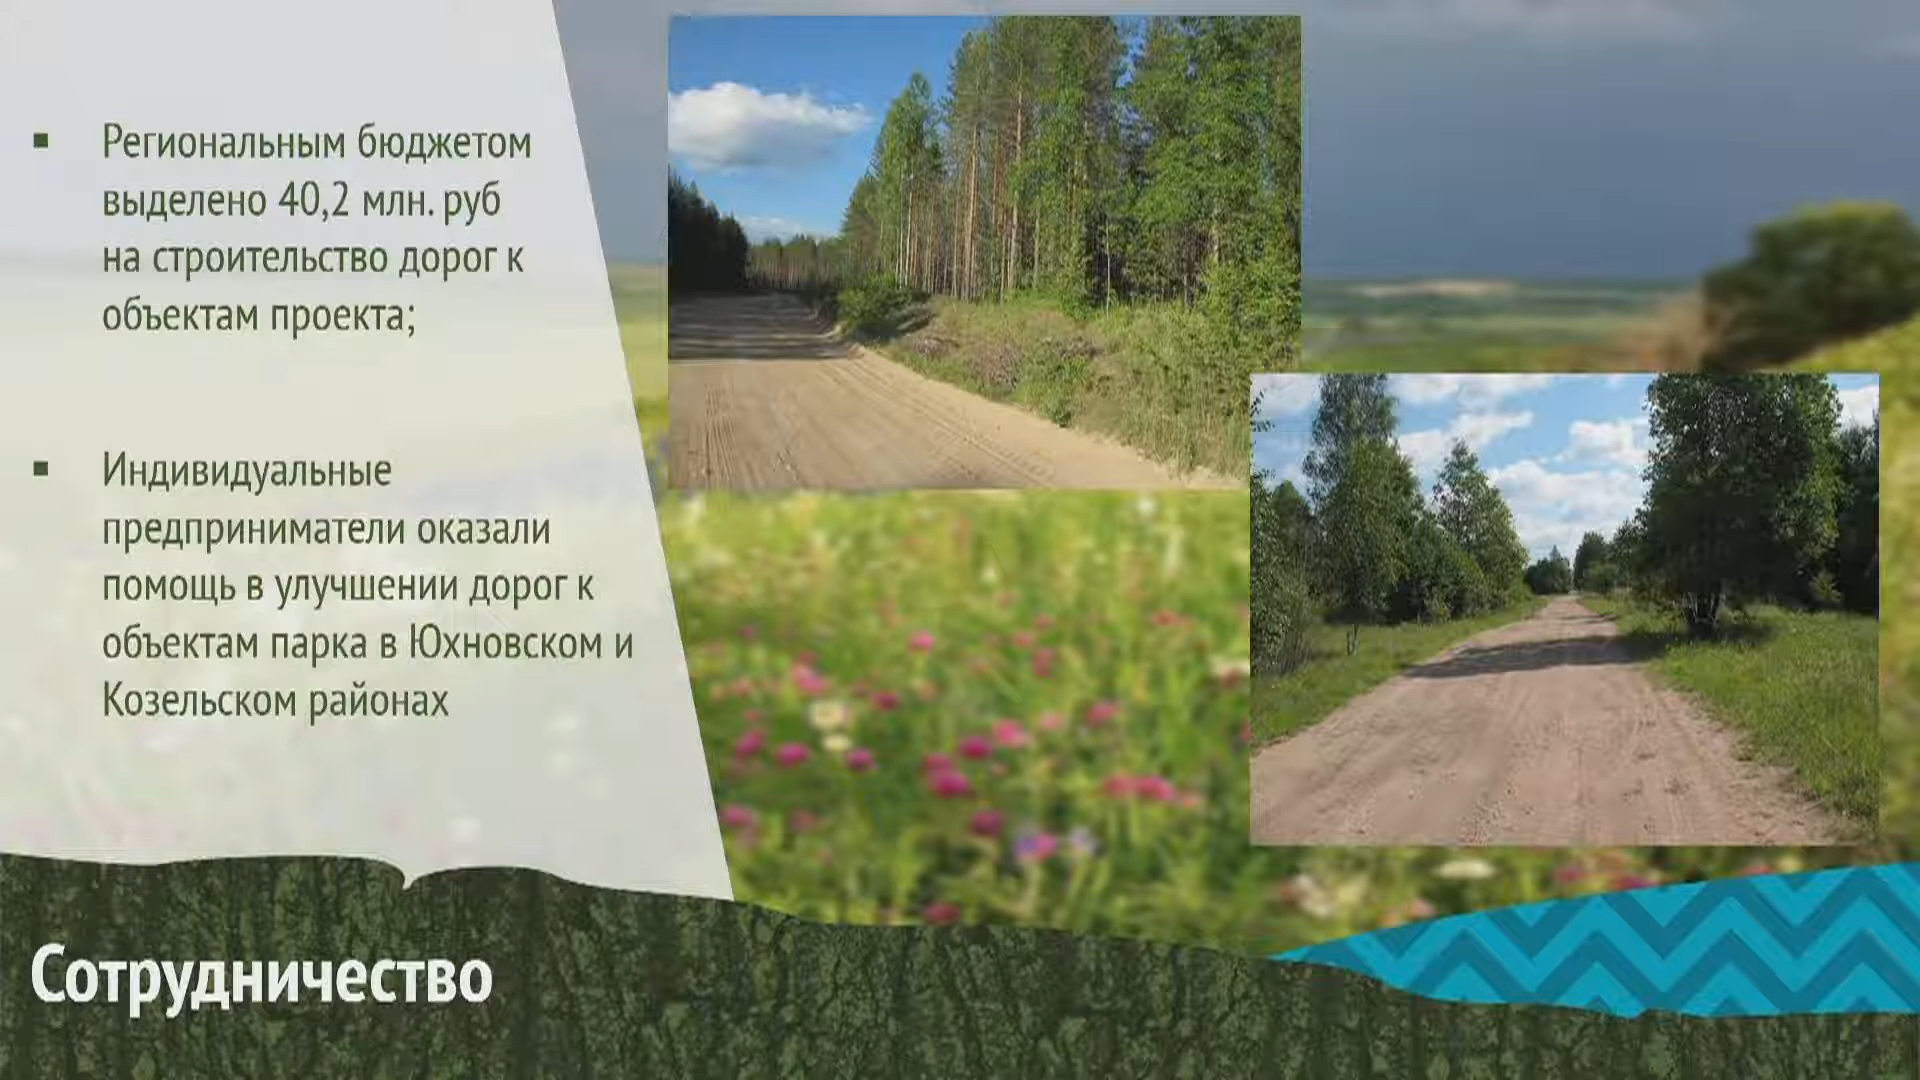 Региональным бюджетом
выделено 40,2 млн. руб
на строительство дорог к
объектам проекта;
Индивидуальные
предприниматели оказали
помощь в улучшении дорог к
объектам парка в Юхновском и
Козельском районах
Сотрудничество